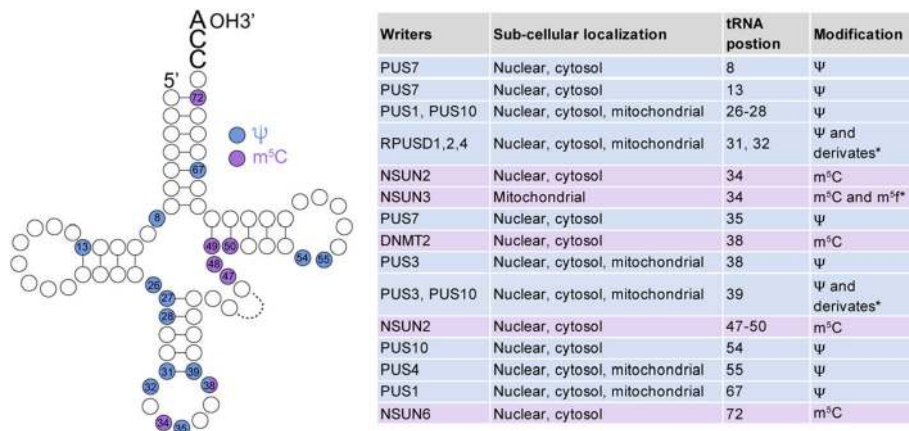 A OH3'
C
C
5'
72
Ψ
m⁵C
67
8
13
49 50
54 55
48
47
26
27
28
31 39
32 38
34 35
Writers Sub-cellular localization tRNA postion Modification
PUS7 Nuclear, cytosol 8 Ψ
PUS7 Nuclear, cytosol 13 Ψ
PUS1, PUS10 Nuclear, cytosol, mitochondrial 26-28 Ψ
RPUSD1,2,4 Nuclear, cytosol, mitochondrial 31, 32 Ψ and derivates*
NSUN2 Nuclear, cytosol 34 m⁵C
NSUN3 Mitochondrial 34 m⁵C and m⁵f*
PUS7 Nuclear, cytosol 35 Ψ
DNMT2 Nuclear, cytosol 38 m⁵C
PUS3 Nuclear, cytosol, mitochondrial 38 Ψ
PUS3, PUS10 Nuclear, cytosol, mitochondrial 39 Ψ and derivates*
NSUN2 Nuclear, cytosol 47-50 m⁵C
PUS10 Nuclear, cytosol 54 Ψ
PUS4 Nuclear, cytosol, mitochondrial 55 Ψ
PUS1 Nuclear, cytosol, mitochondrial 67 Ψ
NSUN6 Nuclear, cytosol 72 m⁵C